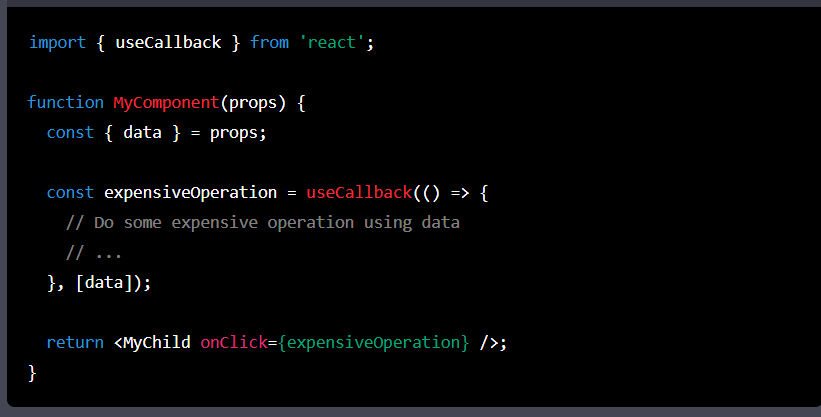 import { useCallback } from 'react';
function MyComponent(props) {
const { data } = props;
const expensiveOperation = useCallback(() => {
// Do some expensive operation using data
// ...
}, [data]);
return <MyChild onClick={expensiveOperation} />;
}